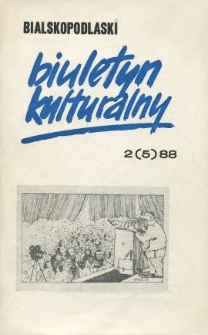 BIALSKOPODLASKI
biuletyn
kulturalny
2(5)88